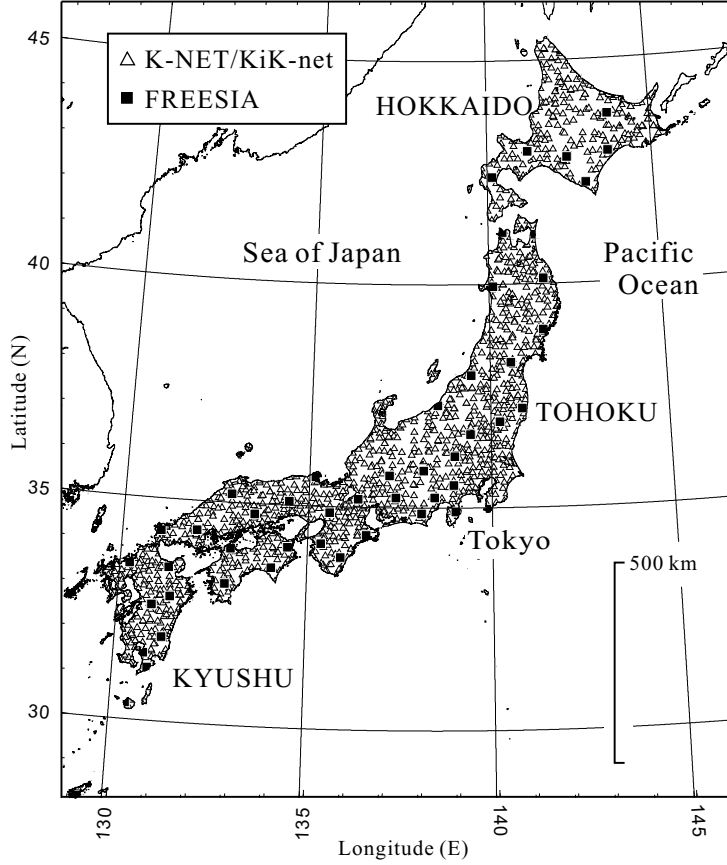 45
K-NET/KiK-net
FREESIA
HOKKAIDO
40
Sea of Japan
Pacific
Ocean
Latitude (N)
TOHOKU
35
Tokyo
500 km
KYUSHU
30
130
135
140
145
Longitude (E)